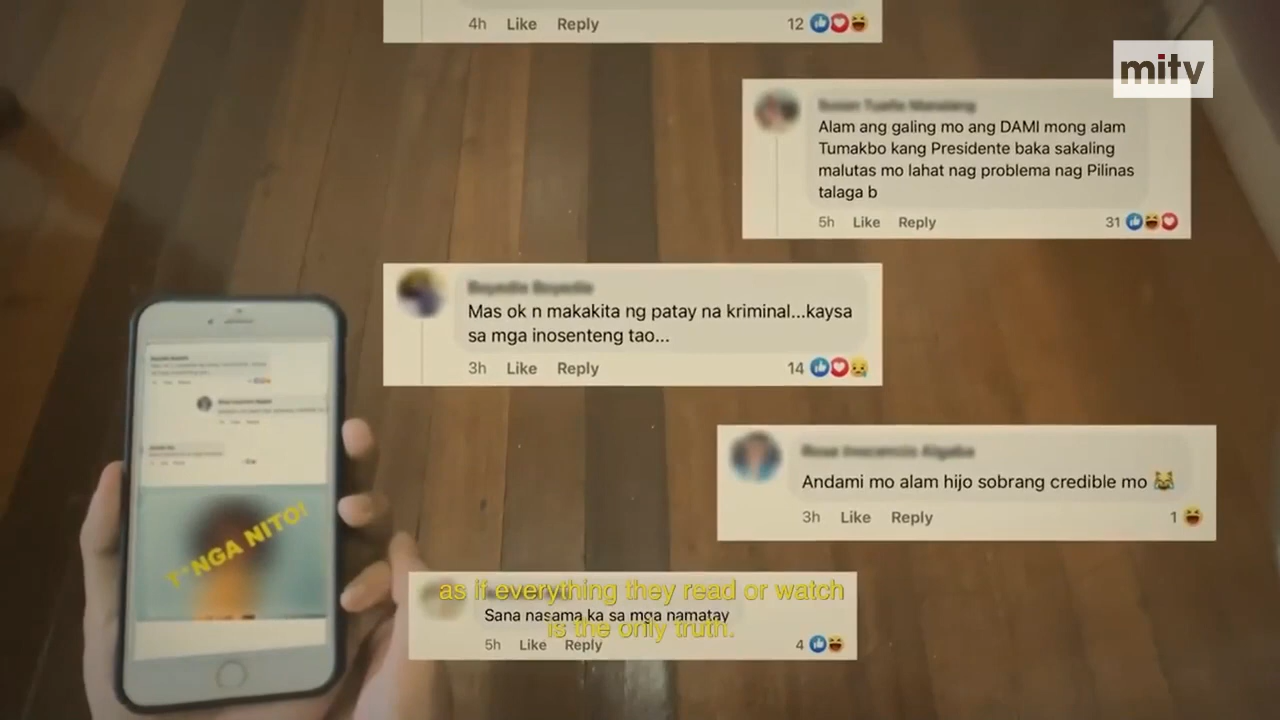 4h Like Reply 12
mitv
Alam ang galing mo ang DAMI mong alam
Tumakbo kang Presidente baka sakaling
malutas mo lahat nag problema nag Pilinas
talaga b
5h Like Reply 31
Mas ok n makakita ng patay na kriminal...kaysa
sa mga inosenteng tao...
3h Like Reply 14
Andami mo alam hijo sobrang credible mo 😹
3h Like Reply 1
T*NGA NITO!
Sana nasama ka sa mga namatay
5h Like Reply 4
as if everything they read or watch
is the only truth.